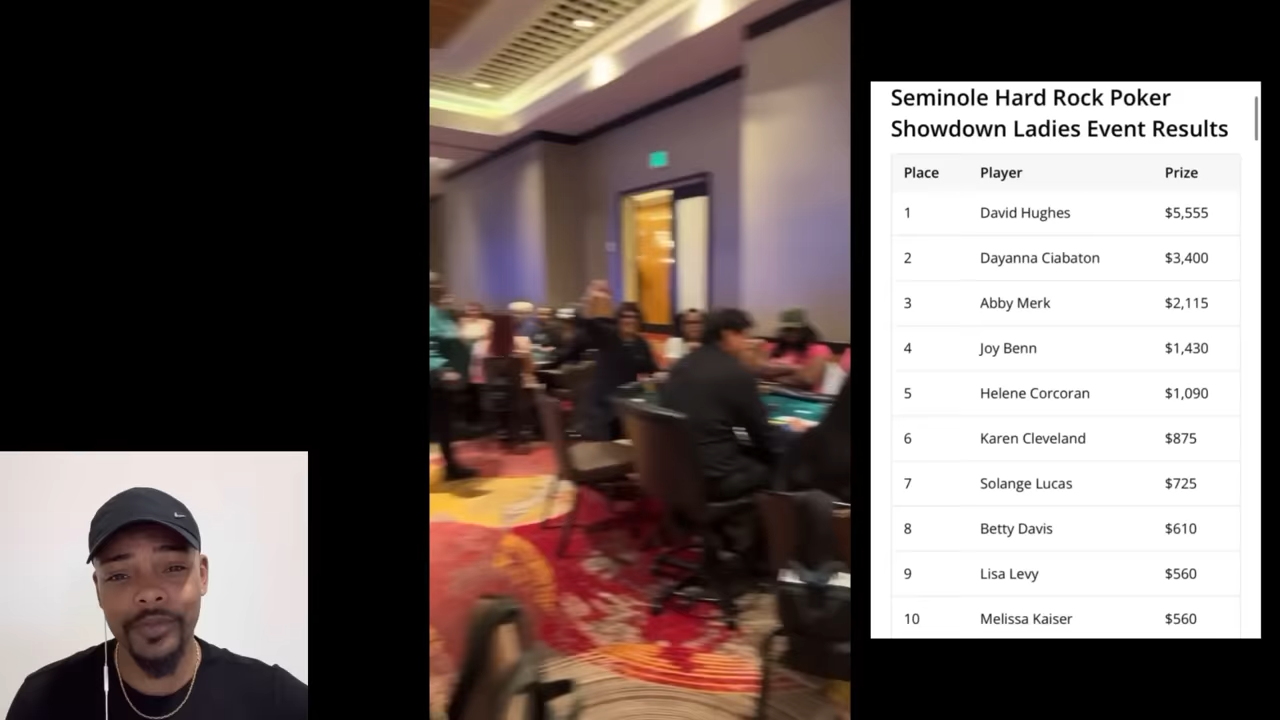 Seminole Hard Rock Poker
Showdown Ladies Event Results
Place Player Prize
1 David Hughes $5,555
2 Dayanna Ciabaton $3,400
3 Abby Merk $2,115
4 Joy Benn $1,430
5 Helene Corcoran $1,090
6 Karen Cleveland $875
7 Solange Lucas $725
8 Betty Davis $610
9 Lisa Levy $560
10 Melissa Kaiser $560